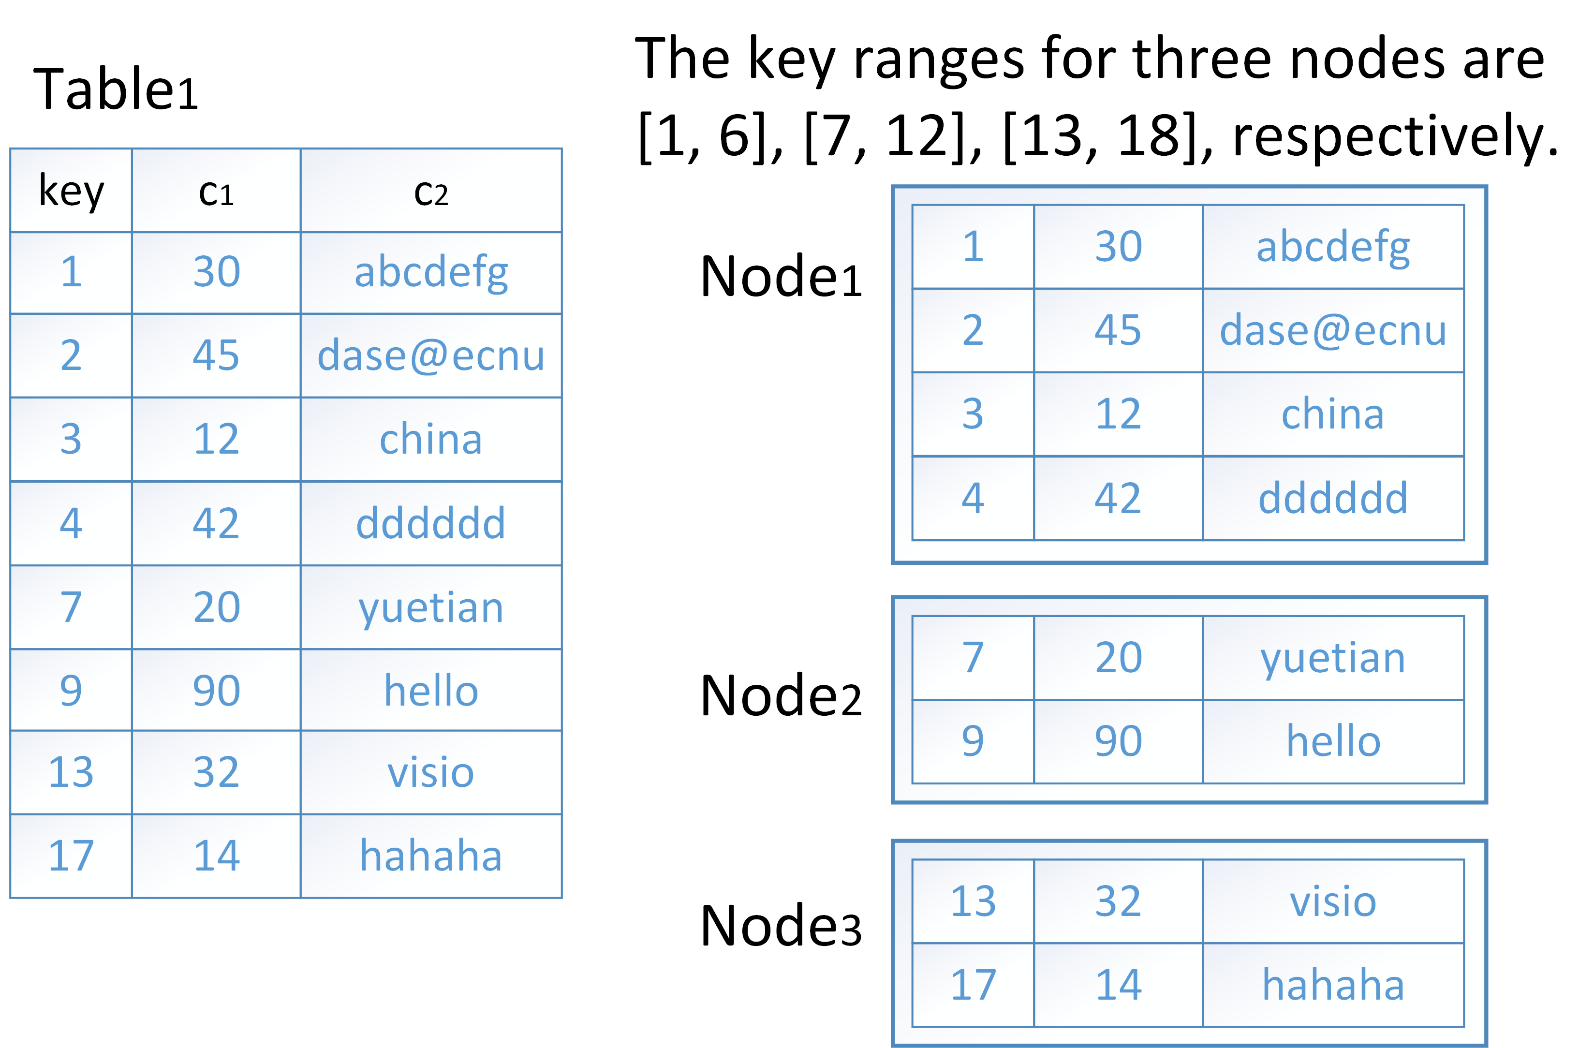 The key ranges for three nodes are
[1, 6], [7, 12], [13, 18], respectively.
Table1
key c1 c2
1 30 abcdefg
2 45 dase@ecnu
3 12 china
4 42 dddddd
7 20 yuetian
9 90 hello
13 32 visio
17 14 hahaha
Node1
1 30 abcdefg
2 45 dase@ecnu
3 12 china
4 42 dddddd
Node2
7 20 yuetian
9 90 hello
Node3
13 32 visio
17 14 hahaha